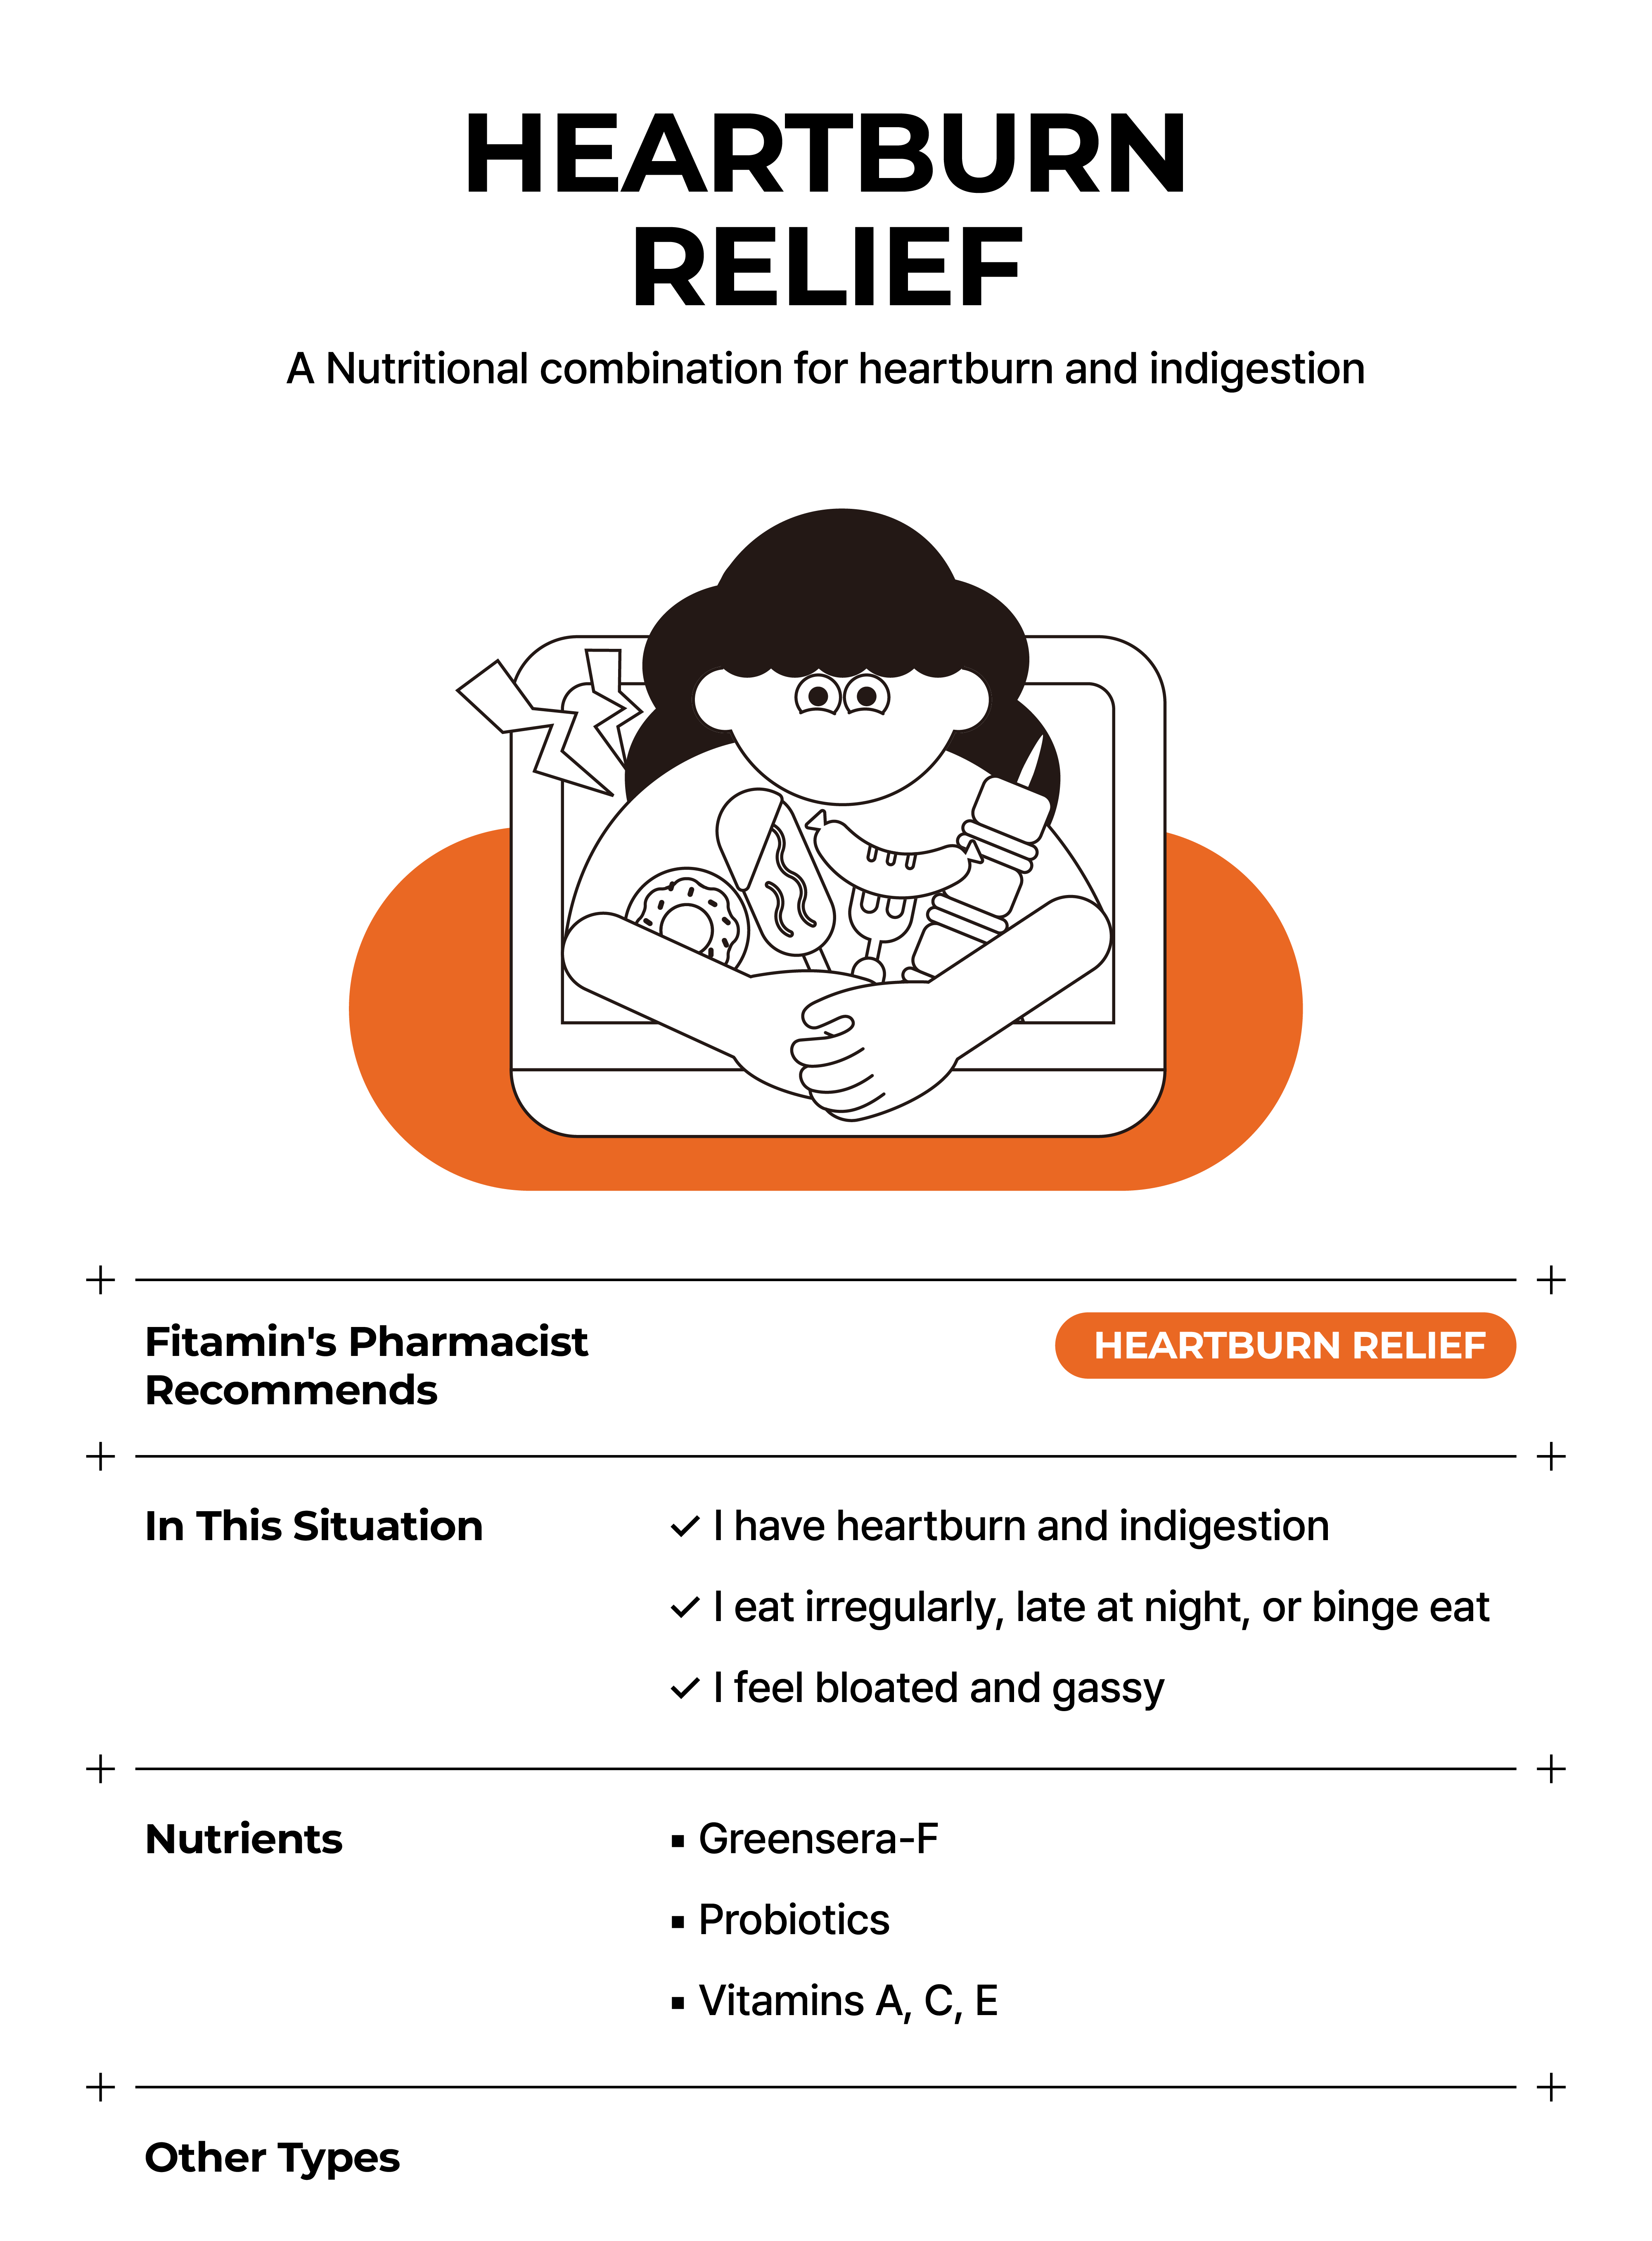 HEARTBURN
RELIEF
A Nutritional combination for heartburn and indigestion
Fitamin's Pharmacist
Recommends
HEARTBURN RELIEF
In This Situation
I have heartburn and indigestion
I eat irregularly, late at night, or binge eat
I feel bloated and gassy
Nutrients
▪ Greensera-F
▪ Probiotics
▪ Vitamins A, C, E
Other Types